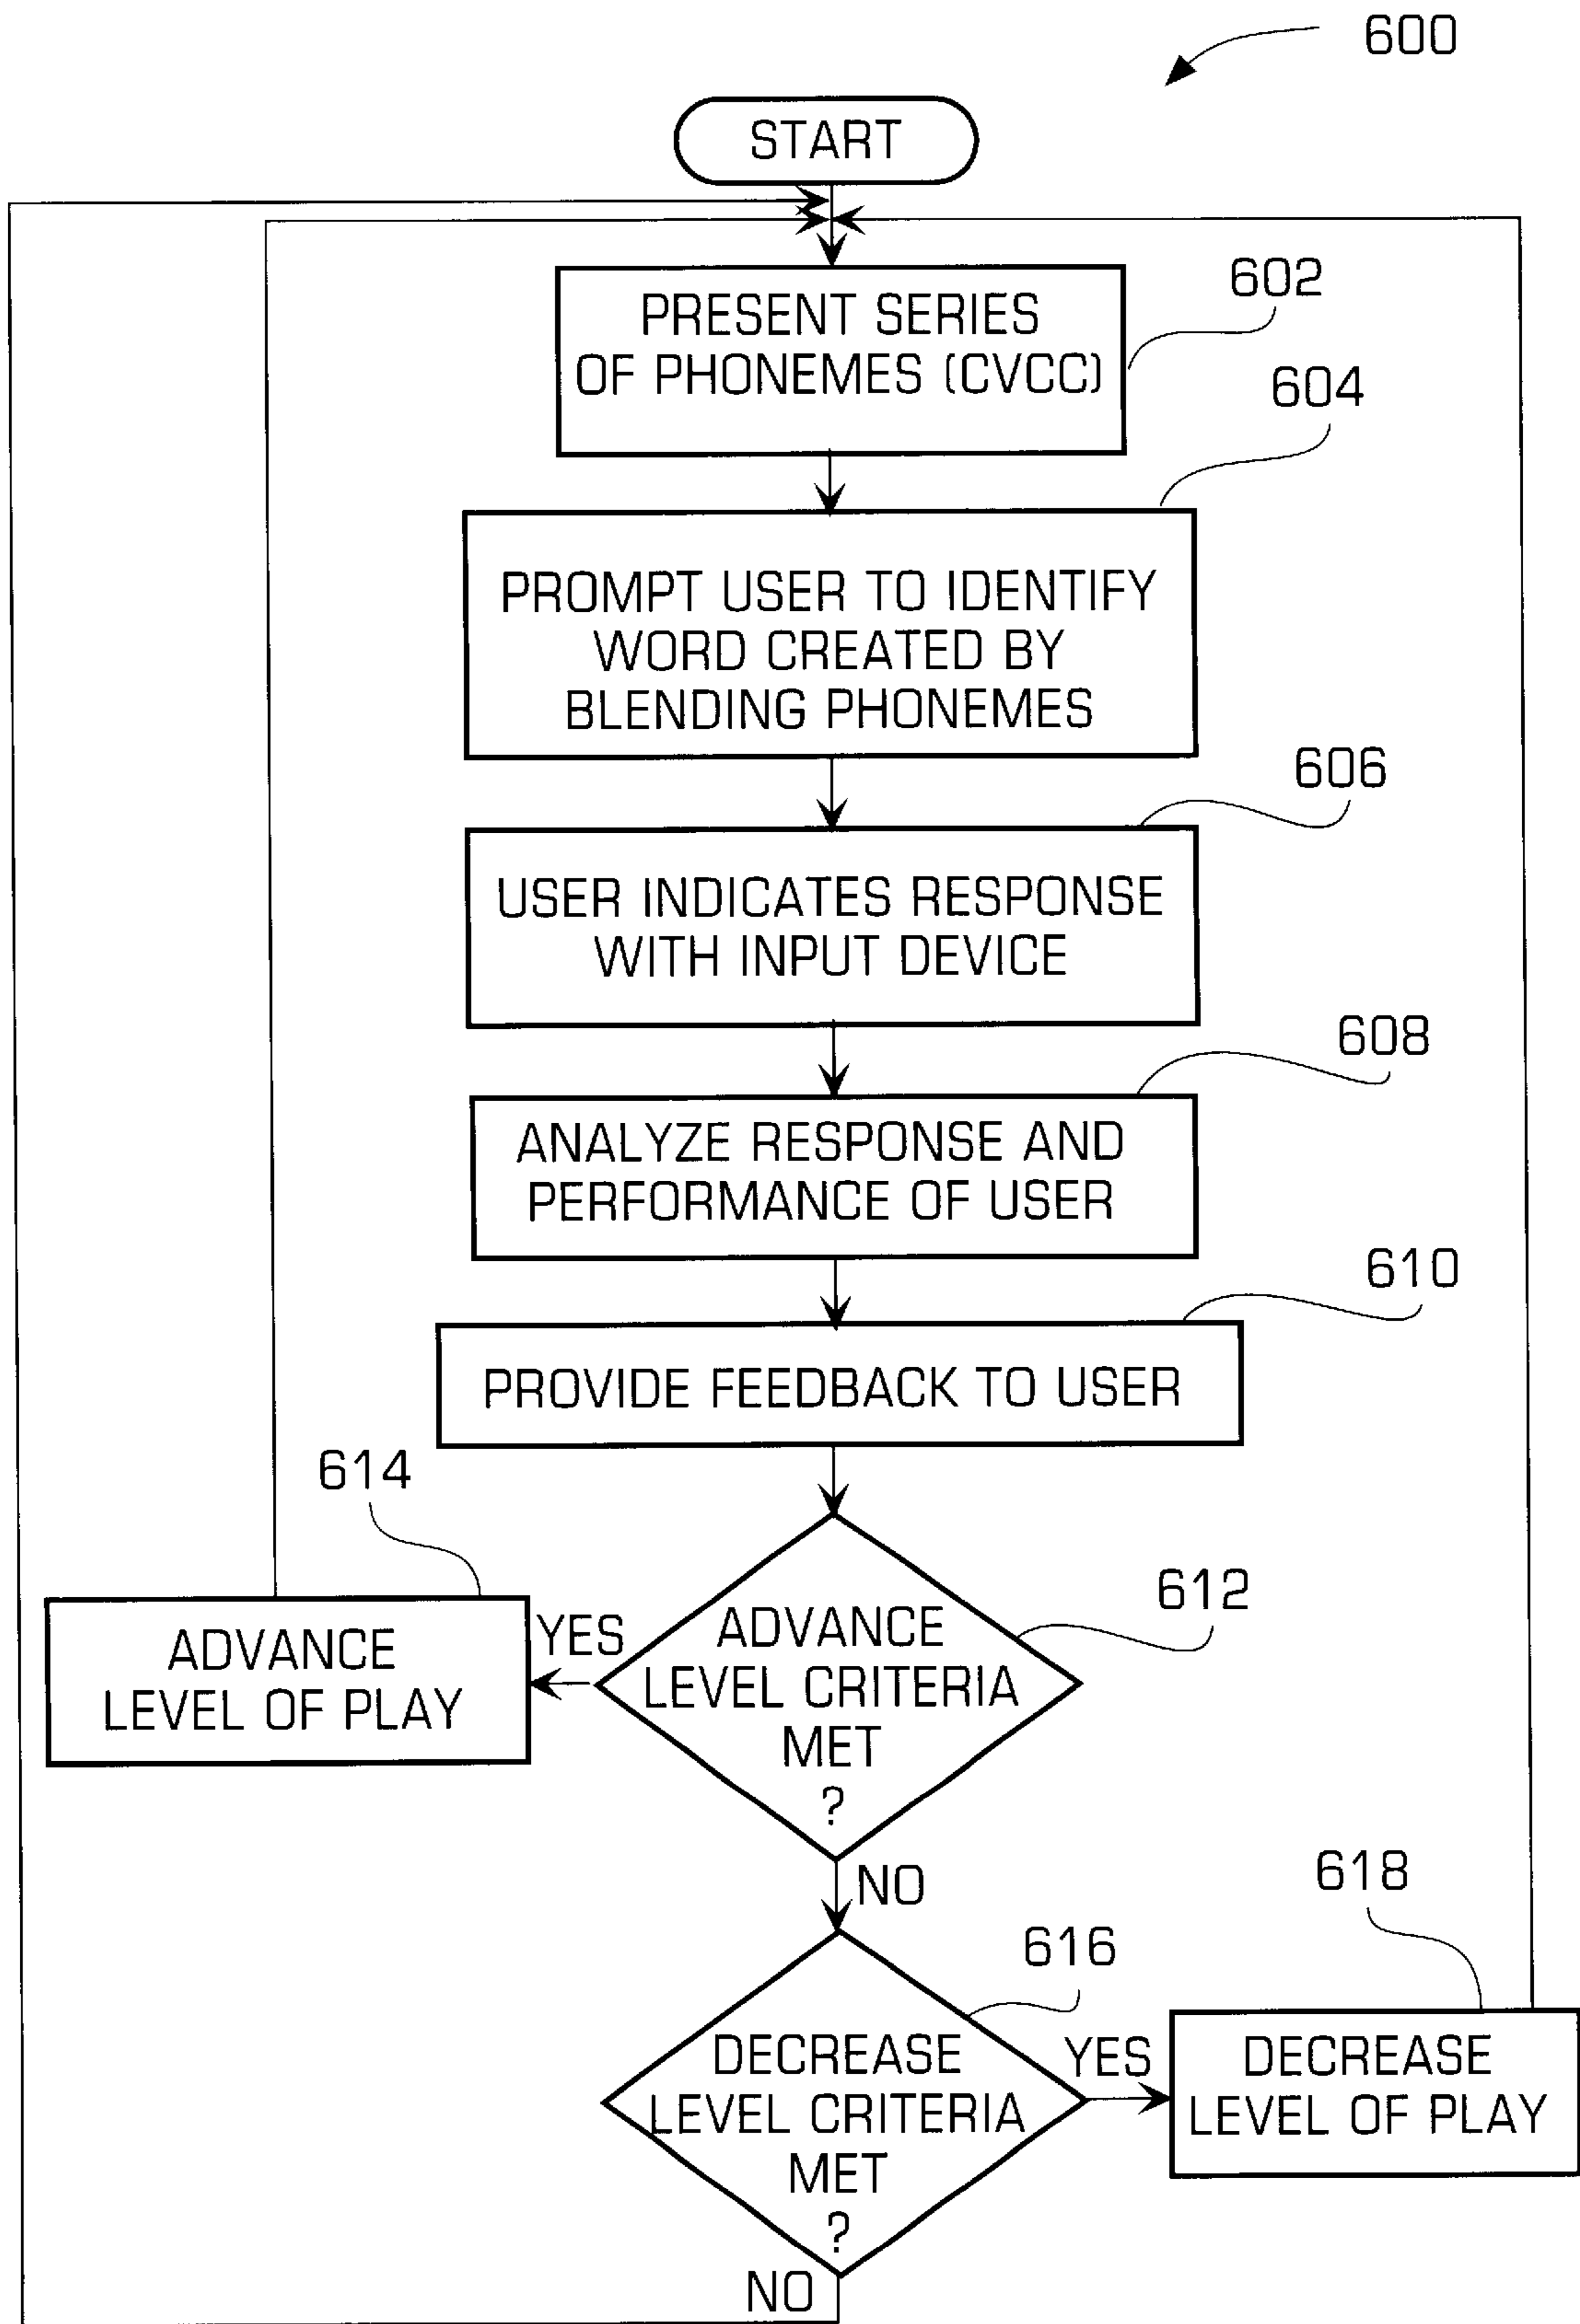 600
START
602
PRESENT SERIES
OF PHONEMES (CVCC)
604
PROMPT USER TO IDENTIFY
WORD CREATED BY
BLENDING PHONEMES
606
USER INDICATES RESPONSE
WITH INPUT DEVICE
608
ANALYZE RESPONSE AND
PERFORMANCE OF USER
610
PROVIDE FEEDBACK TO USER
614
612
ADVANCE
LEVEL OF PLAY
YES
ADVANCE
LEVEL CRITERIA
MET
?
NO
618
616
DECREASE
LEVEL CRITERIA
MET
?
YES
DECREASE
LEVEL OF PLAY
NO